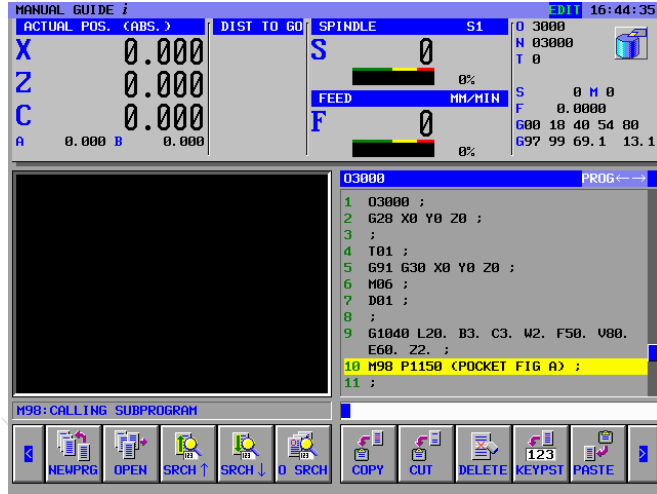 MANUAL GUIDE i
EDIT 16:44:35
ACTUAL POS. (ABS.)
X 0.000
Z 0.000
C 0.000
A 0.000 B 0.000
DIST TO GO
SPINDLE S1
S 0
0%
FEED MM/MIN
F 0
0%
O 3000
N 03000
T 0
S 0 M 0
F 0.0000
G00 18 40 54 80
G97 99 69.1 13.1
O3000 PROG←→
1 O3000 ;
2 G28 X0 Y0 Z0 ;
3 ;
4 T01 ;
5 G91 G30 X0 Y0 Z0 ;
6 M06 ;
7 D01 ;
8 ;
9 G1040 L20. B3. C3. W2. F50. V80.
E60. Z2. ;
10 M98 P1150 (POCKET FIG A) ;
11 ;
M98:CALLING SUBPROGRAM
NEWPRG OPEN SRCH↑ SRCH↓ O SRCH COPY CUT DELETE KEYPST PASTE
123